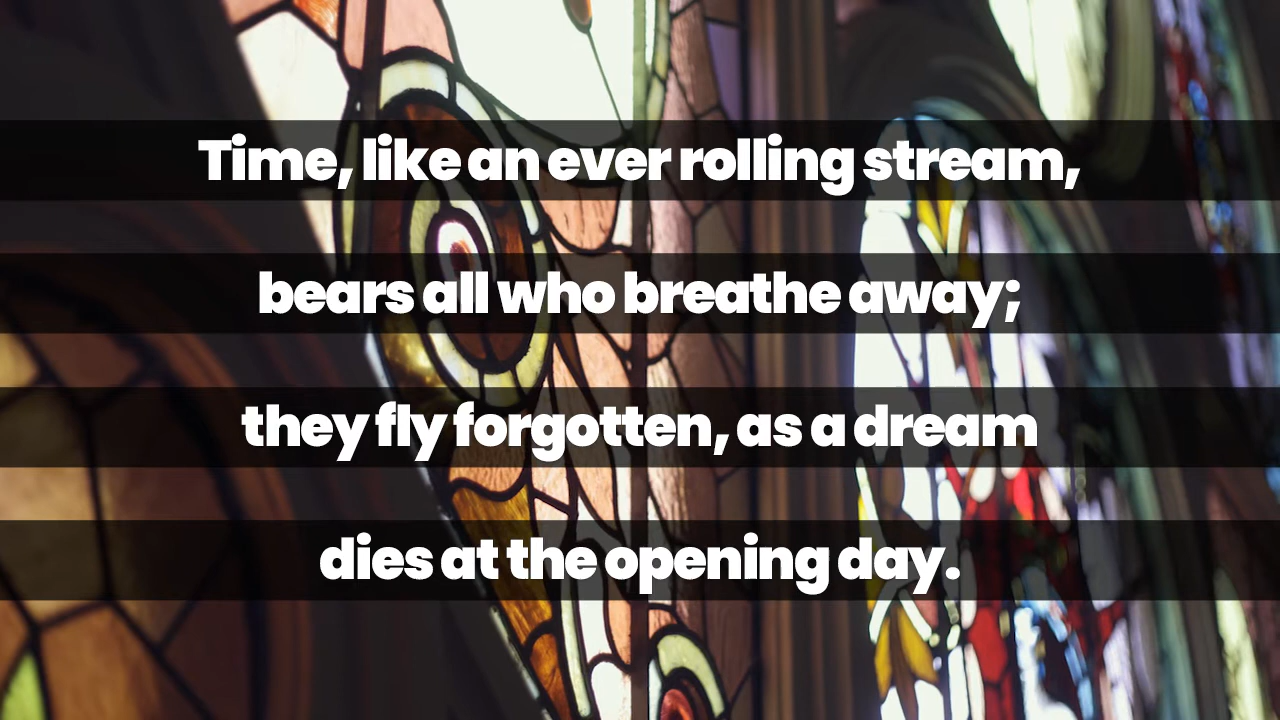 Time, like an ever rolling stream,
bears all who breathe away;
they fly forgotten, as a dream
dies at the opening day.